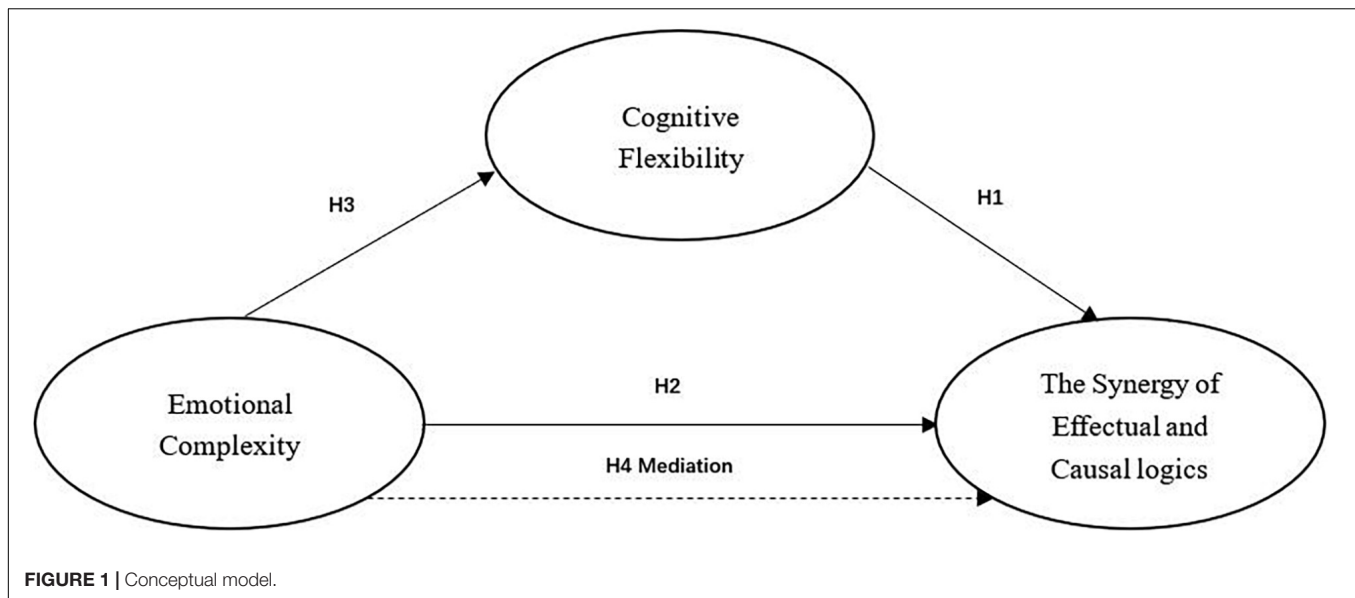 Cognitive
Flexibility
H3
H1
Emotional
Complexity
H2
H4 Mediation
The Synergy of
Effectual and
Causal logics
FIGURE 1 | Conceptual model.